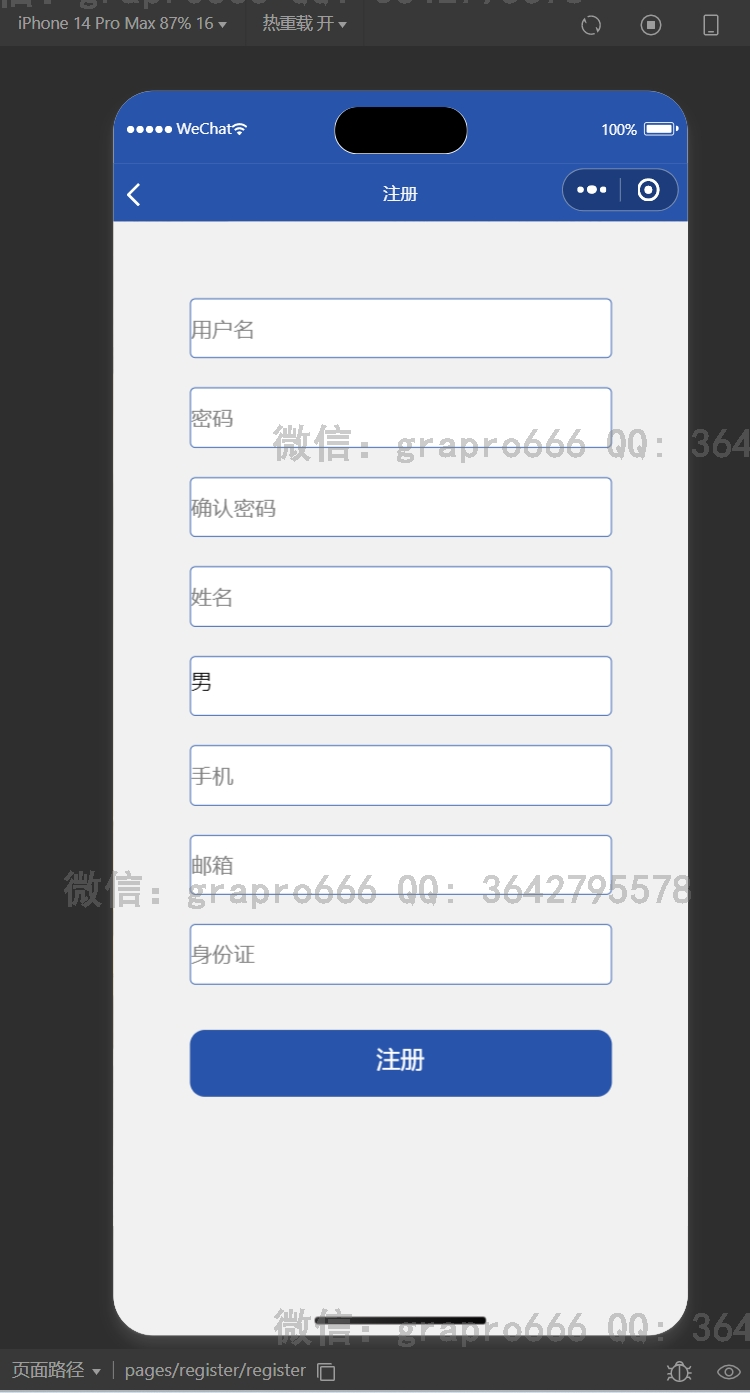 iPhone 14 Pro Max 87% 16 热重载 开
WeChat 100%
注册
用户名
密码
微信: grapro666 QQ: 364
确认密码
姓名
男
手机
邮箱
微信: grapro666 QQ: 3642795578
身份证
注册
微信: grapro666 QQ: 364
页面路径 pages/register/register